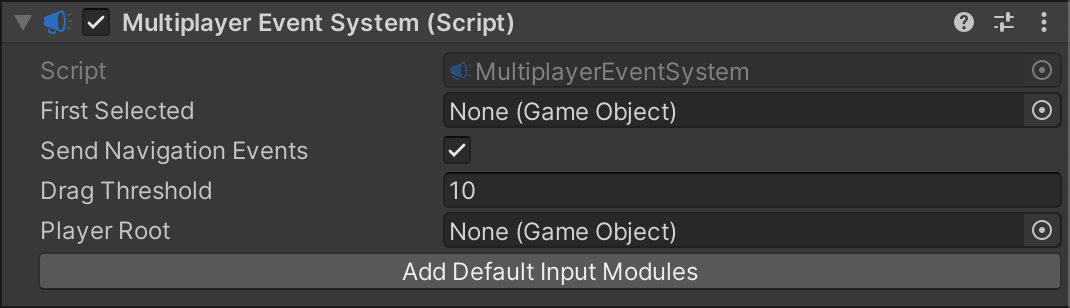 Multiplayer Event System (Script)
Script MultiplayerEventSystem
First Selected None (Game Object)
Send Navigation Events
Drag Threshold 10
Player Root None (Game Object)
Add Default Input Modules